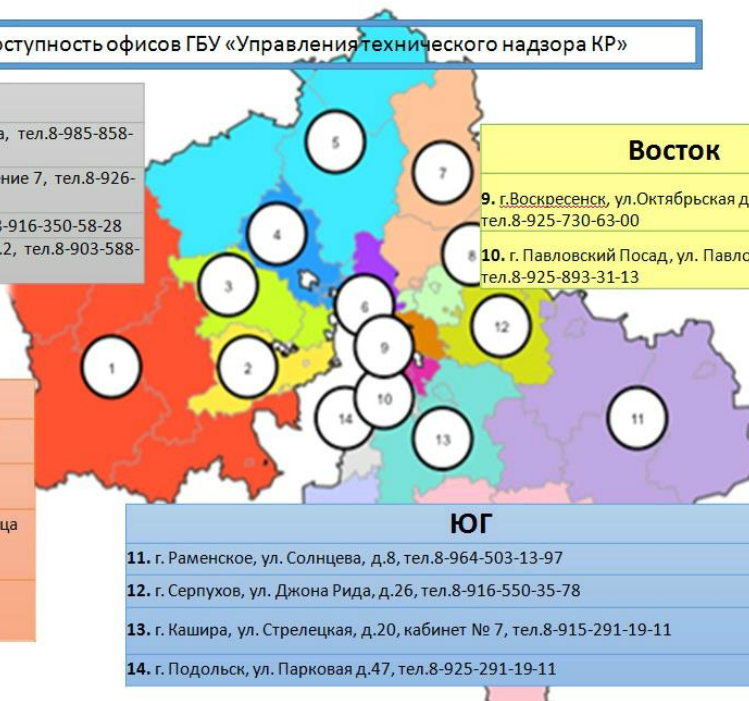 оступность офисов ГБУ «Управления технического надзора КР»
а, тел.8-985-858-
ние 7, тел.8-926-
8-916-350-58-28
.2, тел.8-903-588-
Восток
9. г.Воскресенск, ул.Октябрьская д
тел.8-925-730-63-00
10. г. Павловский Посад, ул. Павло
тел.8-925-893-31-13
5
7
4
8
3
6
12
9
1
2
10
14
11
13
ца
ЮГ
11. г. Раменское, ул. Солнцева, д.8, тел.8-964-503-13-97
12. г. Серпухов, ул. Джона Рида, д.26, тел.8-916-550-35-78
13. г. Кашира, ул. Стрелецкая, д.20, кабинет № 7, тел.8-915-291-19-11
14. г. Подольск, ул. Парковая д.47, тел.8-925-291-19-11